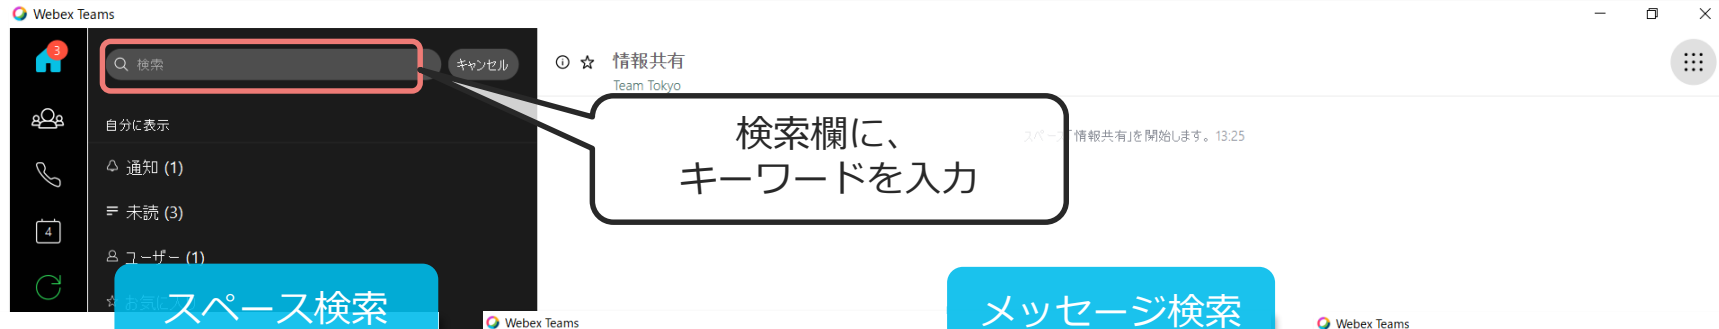 Webex Teams
3
検索
キャンセル
情報共有
Team Tokyo
自分に表示
検索欄に、
キーワードを入力
スペース「情報共有」を開始します。 13:25
通知 (1)
未読 (3)
4
ユーザー (1)
お気に入
スペース検索
メッセージ検索
Webex Teams
Webex Teams